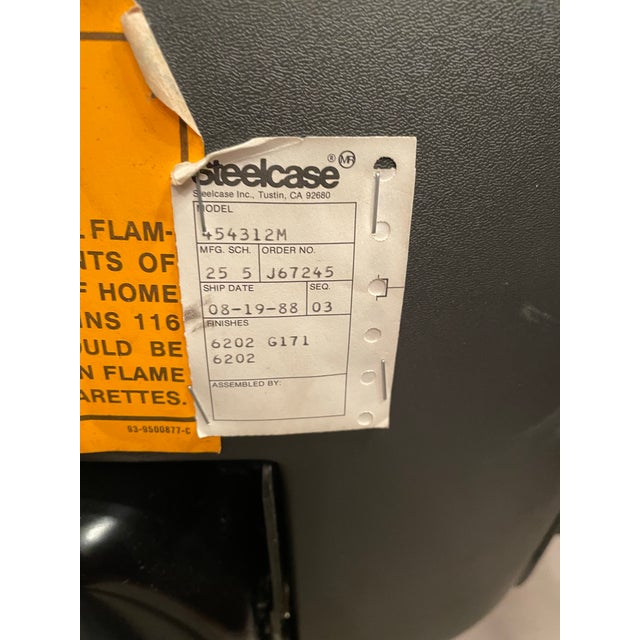 FLAM-
NTS OF
F HOME
INS 116
OULD BE
N FLAME
ARETTES.
93-9500877-C
Steelcase ® MR
Steelcase Inc., Tustin, CA 92680
MODEL
454312M
MFG. SCH. ORDER NO.
25 5 J67245
SHIP DATE SEQ.
08-19-88 03
FINISHES
6202 G171
6202
ASSEMBLED BY: